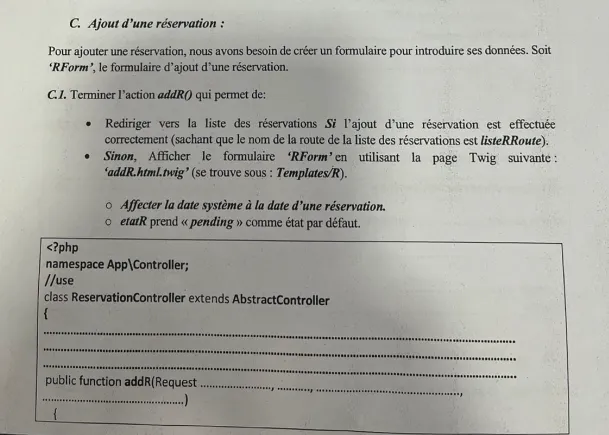 C. Ajout d'une réservation :
Pour ajouter une réservation, nous avons besoin de créer un formulaire pour introduire ses données. Soit
'RForm', le formulaire d'ajout d'une réservation.
C.1. Terminer l'action addR() qui permet de:
• Rediriger vers la liste des réservations Si l'ajout d'une réservation est effectuée
correctement (sachant que le nom de la route de la liste des réservations est listeRRoute).
• Sinon, Afficher le formulaire 'RForm' en utilisant la page Twig suivante :
'addR.html.twig' (se trouve sous : Templates/R).
o Affecter la date système à la date d'une réservation.
o etatR prend « pending » comme état par défaut.
<?php
namespace App\Controller;
//use
class ReservationController extends AbstractController
{
........................................................................
........................................................................
........................................................................
public function addR(Request ......................, ..........., ............................................,
............................................)
{